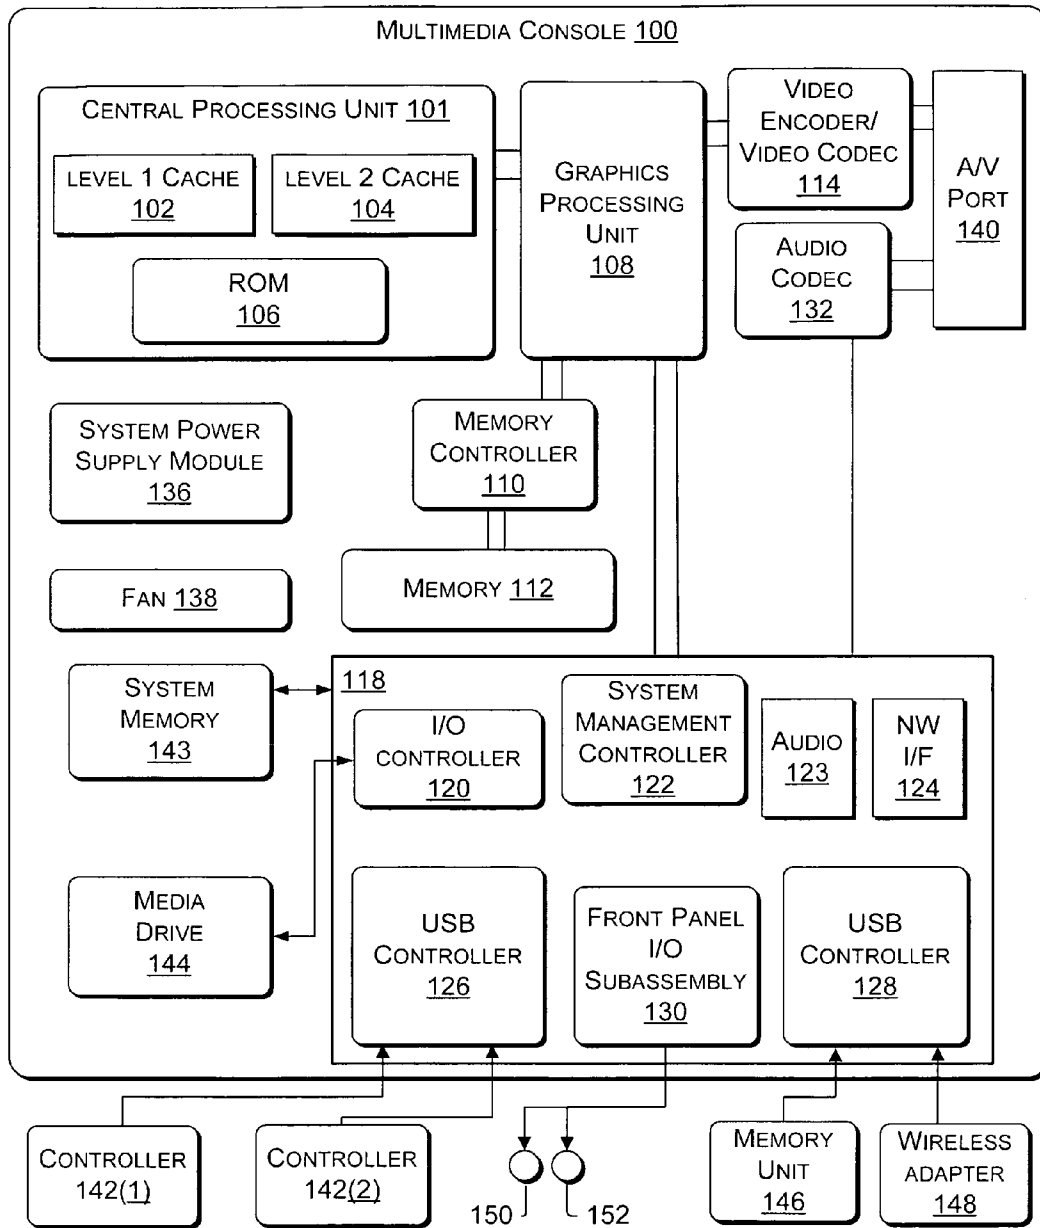 MULTIMEDIA CONSOLE 100
CENTRAL PROCESSING UNIT 101
LEVEL 1 CACHE
102
LEVEL 2 CACHE
104
ROM
106
GRAPHICS
PROCESSING
UNIT
108
VIDEO
ENCODER/
VIDEO CODEC
114
A/V
PORT
140
AUDIO
CODEC
132
SYSTEM POWER
SUPPLY MODULE
136
MEMORY
CONTROLLER
110
FAN 138
MEMORY 112
SYSTEM
MEMORY
143
118
I/O
CONTROLLER
120
SYSTEM
MANAGEMENT
CONTROLLER
122
AUDIO
123
NW
I/F
124
MEDIA
DRIVE
144
USB
CONTROLLER
126
FRONT PANEL
I/O
SUBASSEMBLY
130
USB
CONTROLLER
128
CONTROLLER
142(1)
CONTROLLER
142(2)
150
152
MEMORY
UNIT
146
WIRELESS
ADAPTER
148